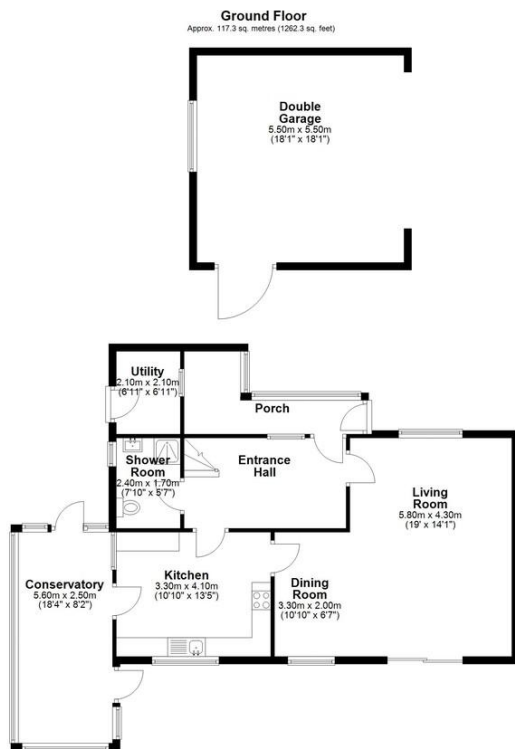 Ground Floor
Approx. 117.3 sq. metres (1262.3 sq. feet)
Double
Garage
5.50m x 5.50m
(18'1" x 18'1")
Utility
2.10m x 2.10m
(6'11" x 6'11")
Porch
Shower
Room
2.40m x 1.70m
(7'10" x 5'7")
Entrance
Hall
Living
Room
5.80m x 4.30m
(19' x 14'1")
Conservatory
5.60m x 2.50m
(18'4" x 8'2")
Kitchen
3.30m x 4.10m
(10'10" x 13'5")
Dining
Room
3.30m x 2.00m
(10'10" x 6'7")